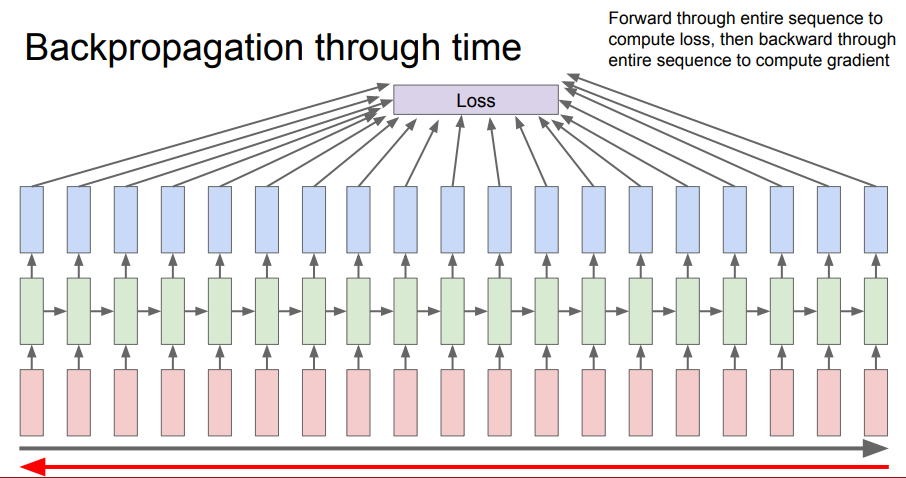 Backpropagation through time
Forward through entire sequence to
compute loss, then backward through
entire sequence to compute gradient
Loss